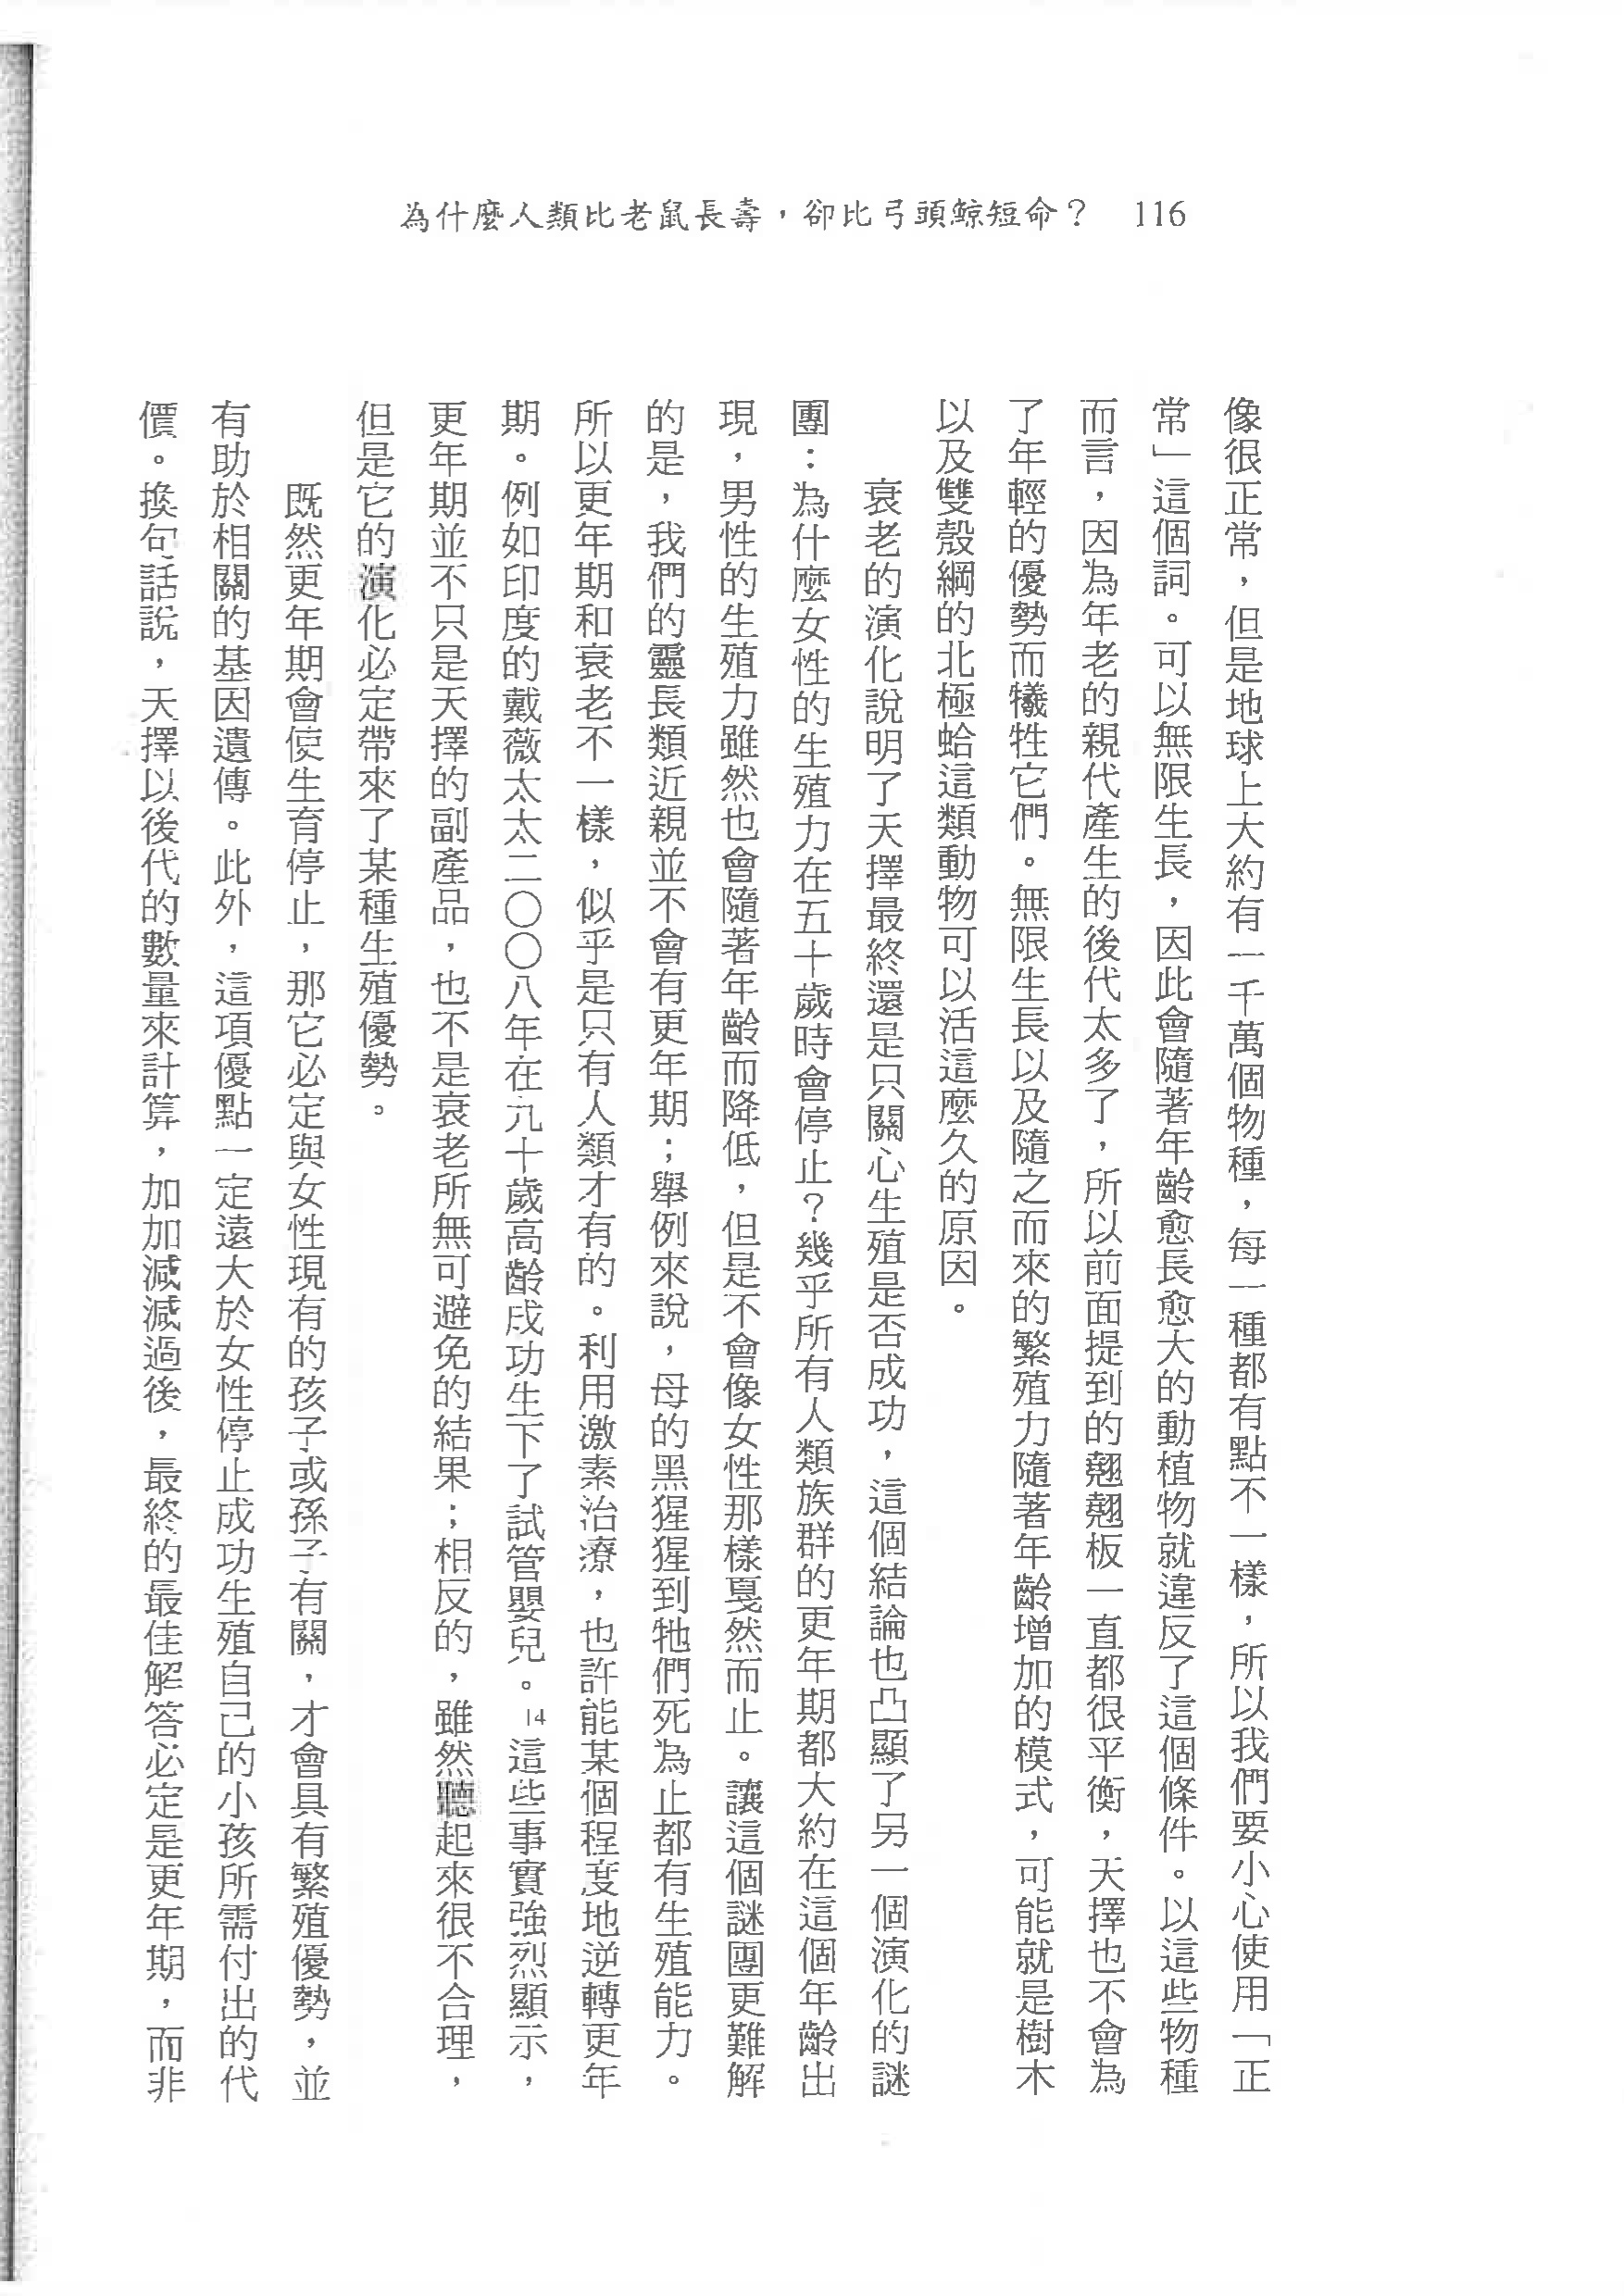 為什麼人類比老鼠長壽，卻比弓頭鯨短命？　116
像很正常，但是地球上大約有一千萬個物種，每一種都有點不一樣，所以我們要小心使用「正
常」這個詞。可以無限生長，因此會隨著年齡愈長愈大的動植物就違反了這個條件。以這些物種
而言，因為年老的親代產生的後代太多了，所以前面提到的翹翹板一直都很平衡，天擇也不會為
了年輕的優勢而犧牲它們。無限生長以及隨之而來的繁殖力隨著年齡增加的模式，可能就是樹木
以及雙殼綱的北極蛤這類動物可以活這麼久的原因。
衰老的演化說明了天擇最終還是只關心生殖是否成功，這個結論也凸顯了另一個演化的謎
團：為什麼女性的生殖力在五十歲時會停止？幾乎所有人類族群的更年期都大約在這個年齡出
現，男性的生殖力雖然也會隨著年齡而降低，但是不會像女性那樣戛然而止。讓這個謎團更難解
的是，我們的靈長類近親並不會有更年期；舉例來說，母的黑猩猩到牠們死為止都有生殖能力。
所以更年期和衰老不一樣，似乎是只有人類才有的。利用激素治療，也許能某個程度地逆轉更年
期。例如印度的戴薇太太二〇〇八年在九十歲高齡成功生下了試管嬰兒。14這些事實強烈顯示，
更年期並不只是天擇的副產品，也不是衰老所無可避免的結果；相反的，雖然聽起來很不合理，
但是它的演化必定帶來了某種生殖優勢。
既然更年期會使生育停止，那它必定與女性現有的孩子或孫子有關，才會具有繁殖優勢，並
有助於相關的基因遺傳。此外，這項優點一定遠大於女性停止成功生殖自己的小孩所需付出的代
價。換句話說，天擇以後代的數量來計算，加加減減過後，最終的最佳解答必定是更年期，而非